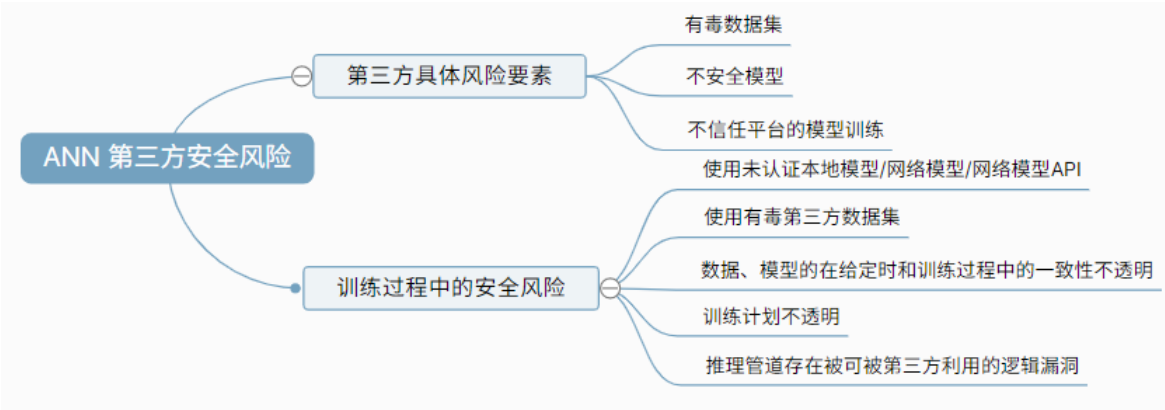 ANN 第三方安全风险
第三方具体风险要素
有毒数据集
不安全模型
不信任平台的模型训练
训练过程中的安全风险
使用未认证本地模型/网络模型/网络模型API
使用有毒第三方数据集
数据、模型的在给定时和训练过程中的一致性不透明
训练计划不透明
推理管道存在被可被第三方利用的逻辑漏洞